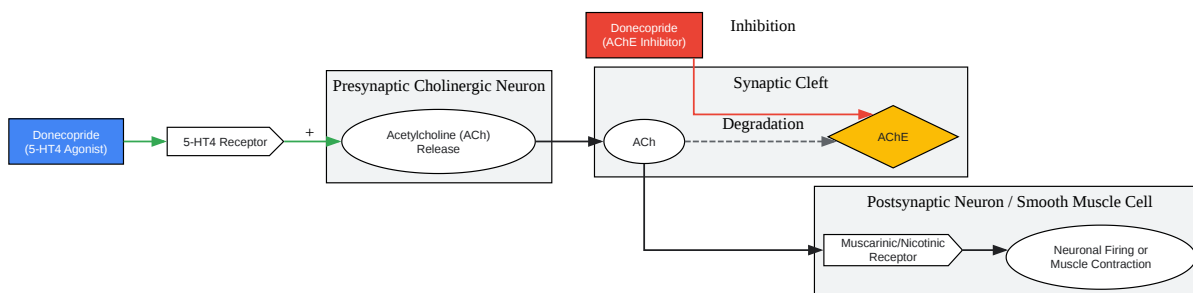 Donecopride
(AChE Inhibitor)
Inhibition
Presynaptic Cholinergic Neuron
Synaptic Cleft
Donecopride
(5-HT4 Agonist)
5-HT4 Receptor
+
Acetylcholine (ACh)
Release
ACh
Degradation
AChE
Postsynaptic Neuron / Smooth Muscle Cell
Muscarinic/Nicotinic
Receptor
Neuronal Firing or
Muscle Contraction